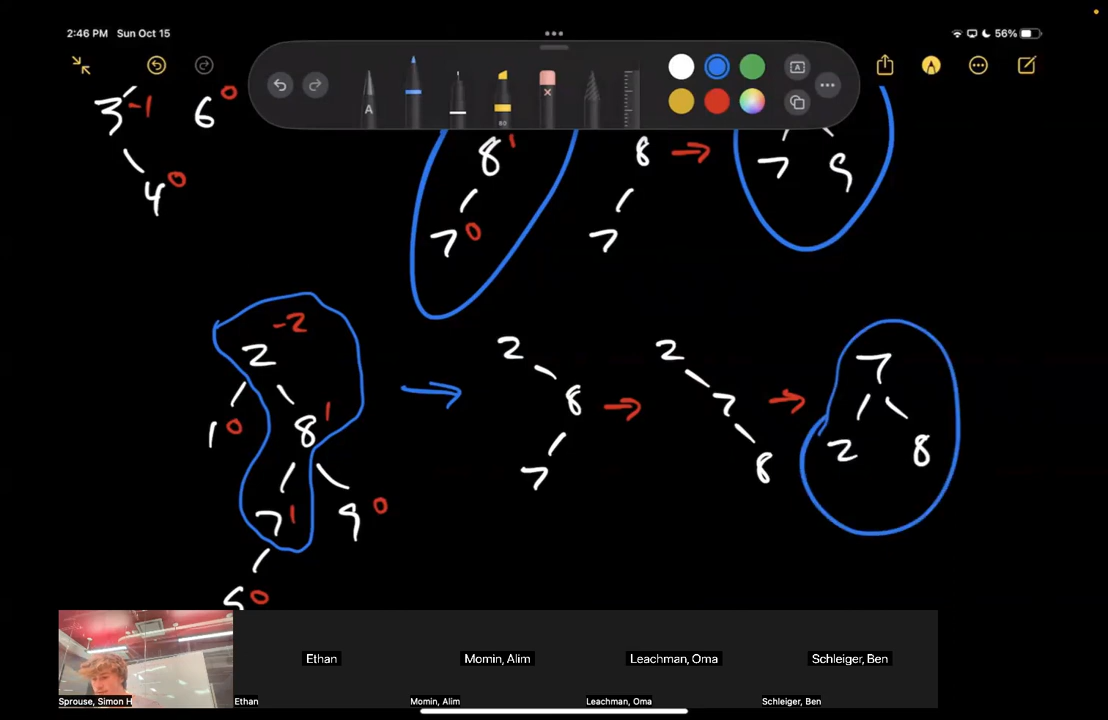 2:46 PM Sun Oct 15
56%
A
80
A
3 -1 6 0
4 0
8 1
7 0
8 →
7
7 9
2 -2
1 0 8 1
7 1 9 0
0
→
2
8
7
→
2
7
8
→
7
2 8
Ethan
Momin, Alim
Leachman, Oma
Schleiger, Ben
Sprouse, Simon H
Ethan
Momin, Alim
Leachman, Oma
Schleiger, Ben